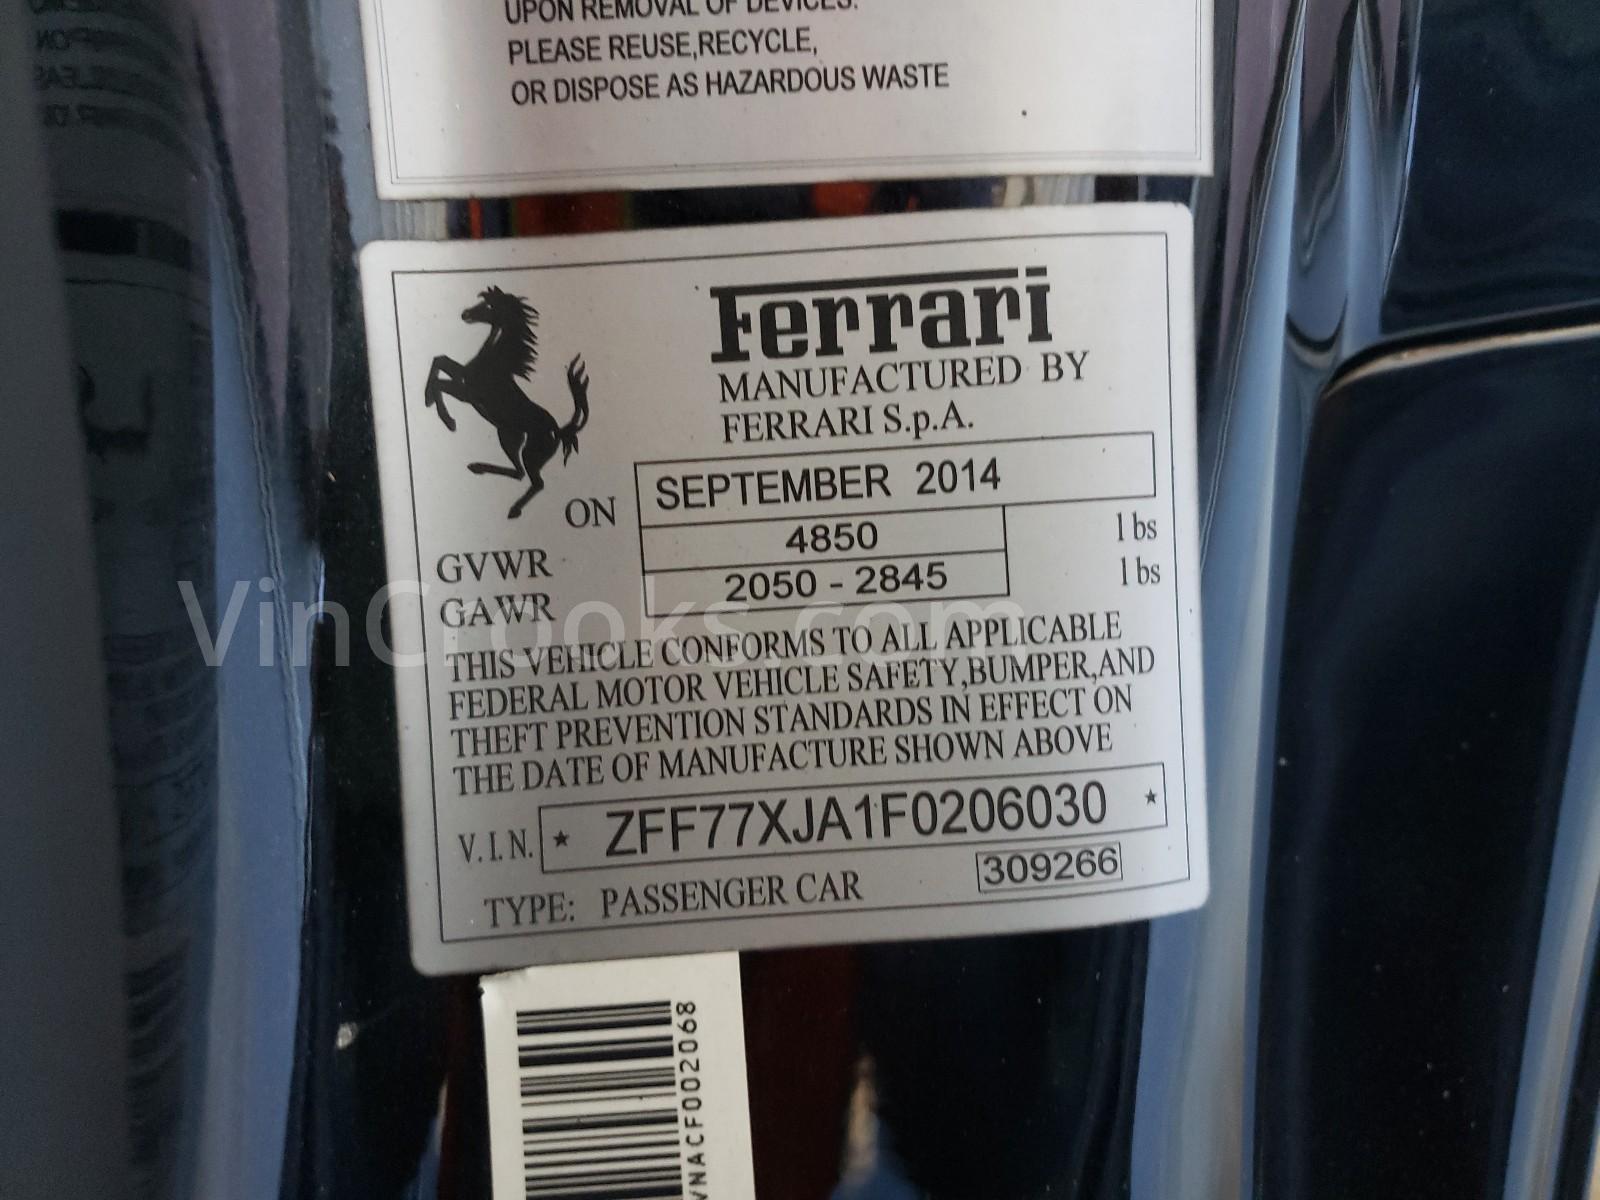 UPON REMOVAL OF DEVICES.
PLEASE REUSE,RECYCLE,
OR DISPOSE AS HAZARDOUS WASTE
Ferrari
MANUFACTURED BY
FERRARI S.p.A.
ON SEPTEMBER 2014
GVWR 4850 lbs
GAWR 2050 - 2845 lbs
VinCrooks.com
THIS VEHICLE CONFORMS TO ALL APPLICABLE
FEDERAL MOTOR VEHICLE SAFETY,BUMPER,AND
THEFT PREVENTION STANDARDS IN EFFECT ON
THE DATE OF MANUFACTURE SHOWN ABOVE
V.I.N. * ZFF77XJA1F0206030 *
TYPE: PASSENGER CAR 309266
VNACF002068